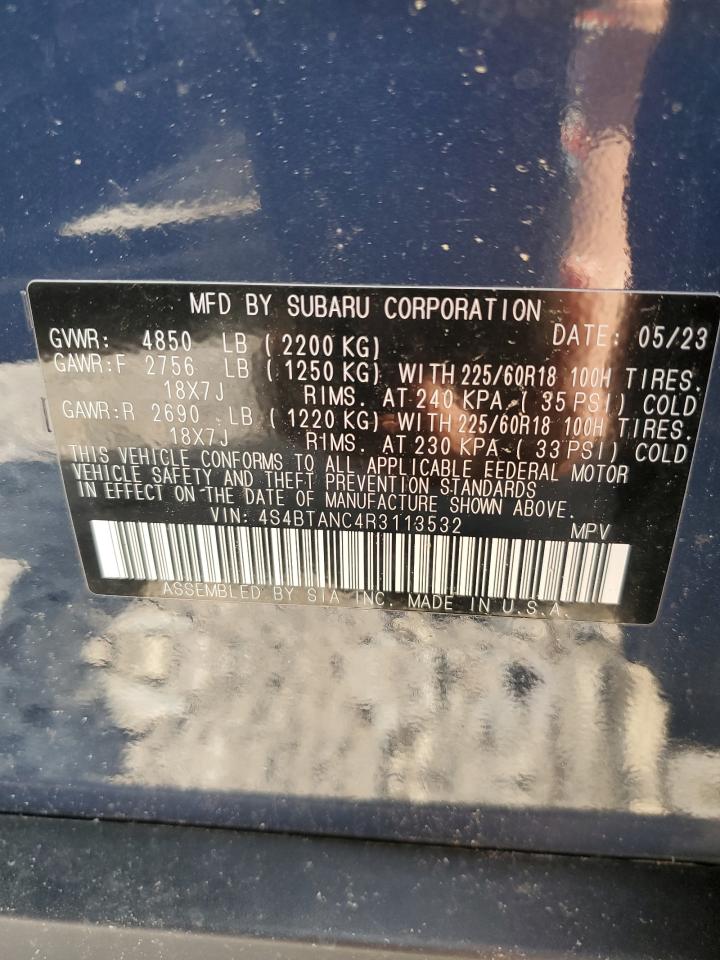 MFD BY SUBARU CORPORATION DATE: 05/23
GVWR: 4850 LB (2200 KG)
GAWR:F 2756 LB (1250 KG) WITH 225/60R18 100H TIRES.
18X7J RIMS. AT 240 KPA (35 PSI) COLD
GAWR:R 2690 LB (1220 KG) WITH 225/60R18 100H TIRES.
18X7J RIMS. AT 230 KPA (33 PSI) COLD
THIS VEHICLE CONFORMS TO ALL APPLICABLE FEDERAL MOTOR
VEHICLE SAFETY AND THEFT PREVENTION STANDARDS
IN EFFECT ON THE DATE OF MANUFACTURE SHOWN ABOVE.
VIN: 4S4BTANC4R3113532 MPV
ASSEMBLED BY SIA INC. MADE IN U.S.A.